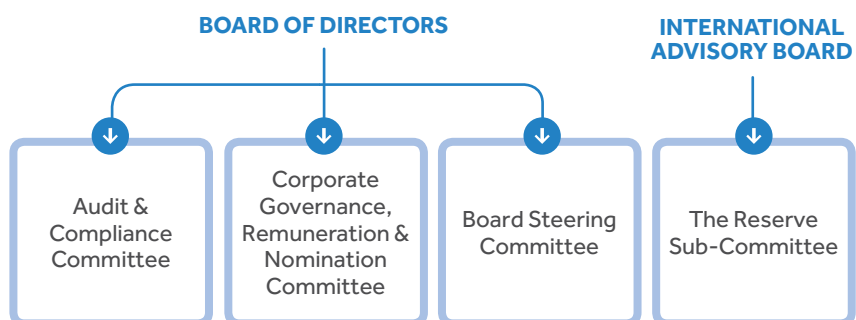 BOARD OF DIRECTORS
INTERNATIONAL
ADVISORY BOARD
Audit &
Compliance
Committee
Corporate
Governance,
Remuneration &
Nomination
Committee
Board Steering
Committee
The Reserve
Sub-Committee